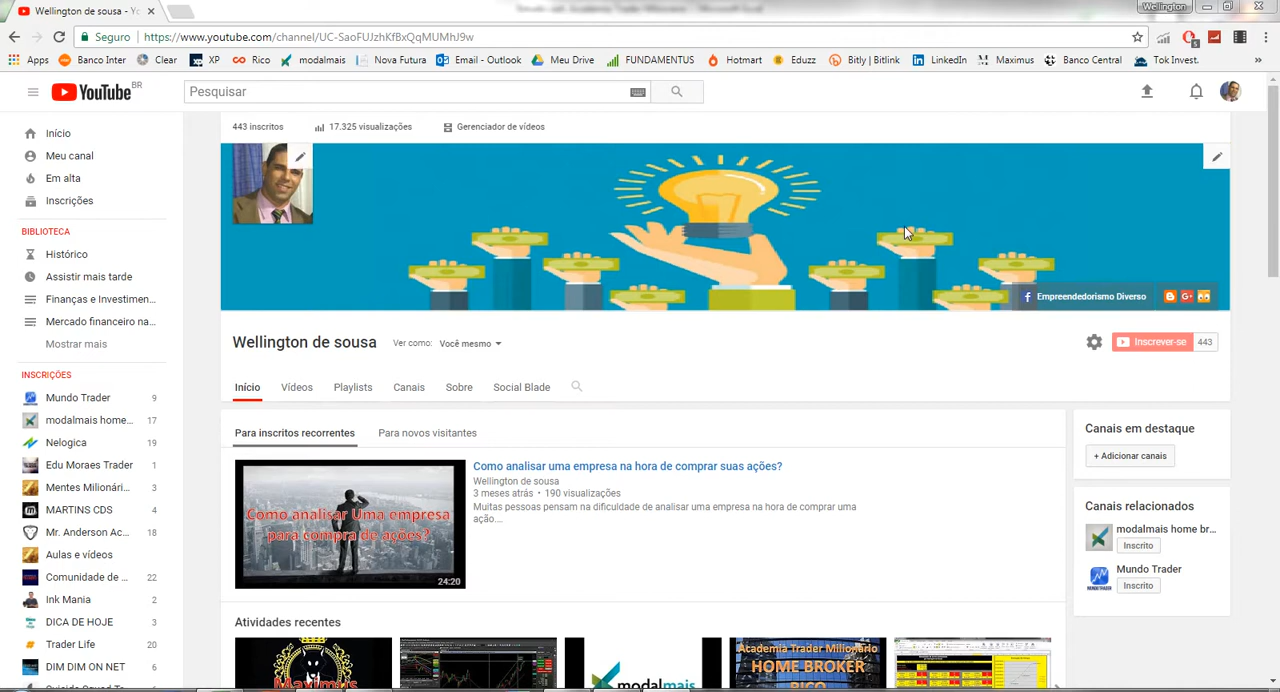 Wellington de sousa - Yo
Wellington
Seguro
https://www.youtube.com/channel/UC-SaoFUzhKfBxQqMUMhJ9w
Apps
Banco Inter
Clear
XP
Rico
modalmais
Nova Futura
Email - Outlook
Meu Drive
FUNDAMENTUS
Hotmart
Eduzz
Bitly | Bitlink
LinkedIn
Maximus
Banco Central
Tok Invest.
»
YouTube BR
Pesquisar
443 inscritos
17.325 visualizações
Gerenciador de vídeos
Início
Meu canal
Em alta
Inscrições
BIBLIOTECA
Histórico
Assistir mais tarde
Finanças e Investimen...
Mercado financeiro na...
Mostrar mais
INSCRIÇÕES
Mundo Trader 9
modalmais home... 17
Nelogica 19
Edu Moraes Trader 1
Mentes Milionári... 3
MARTINS CDS 4
Mr. Anderson Ac... 18
Aulas e vídeos
Comunidade de ... 22
Ink Mania 2
DICA DE HOJE 3
Trader Life 20
DIM DIM ON NET 6
Empreendedorismo Diverso
Wellington de sousa
Ver como: Você mesmo
Inscrever-se 443
Início
Vídeos
Playlists
Canais
Sobre
Social Blade
Para inscritos recorrentes
Para novos visitantes
Como analisar Uma empresa
para compra de ações?
24:20
Como analisar uma empresa na hora de comprar suas ações?
Wellington de sousa
3 meses atrás • 190 visualizações
Muitas pessoas pensam na dificuldade de analisar uma empresa na hora de comprar uma
ação...
Atividades recentes
Maximus
modalmais
Academia Trader Milionário
HOME BROKER
RICO
Canais em destaque
+ Adicionar canais
Canais relacionados
modalmais home br...
Inscrito
Mundo Trader
Inscrito